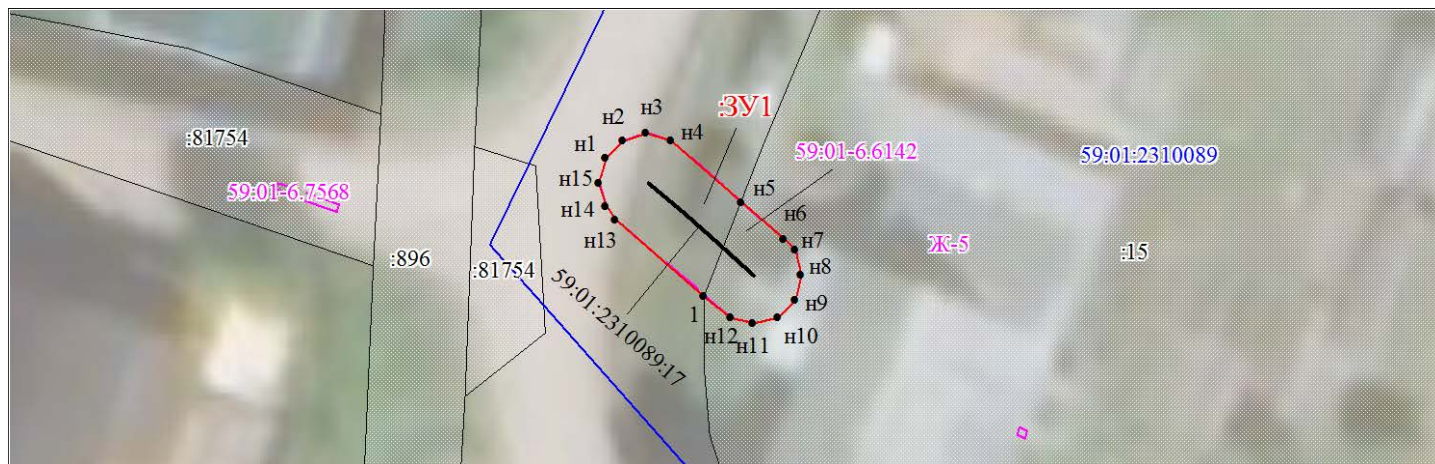 :ЗУ1
н3
н2
н4
н1
:81754
59:01-6.6142
59:01:2310089
н15
59:01-6.7568
н5
н14
н6
н13
н7
Ж-5
:15
:896
:81754
н8
59:01:2310089:17
1
н9
н12
н11
н10